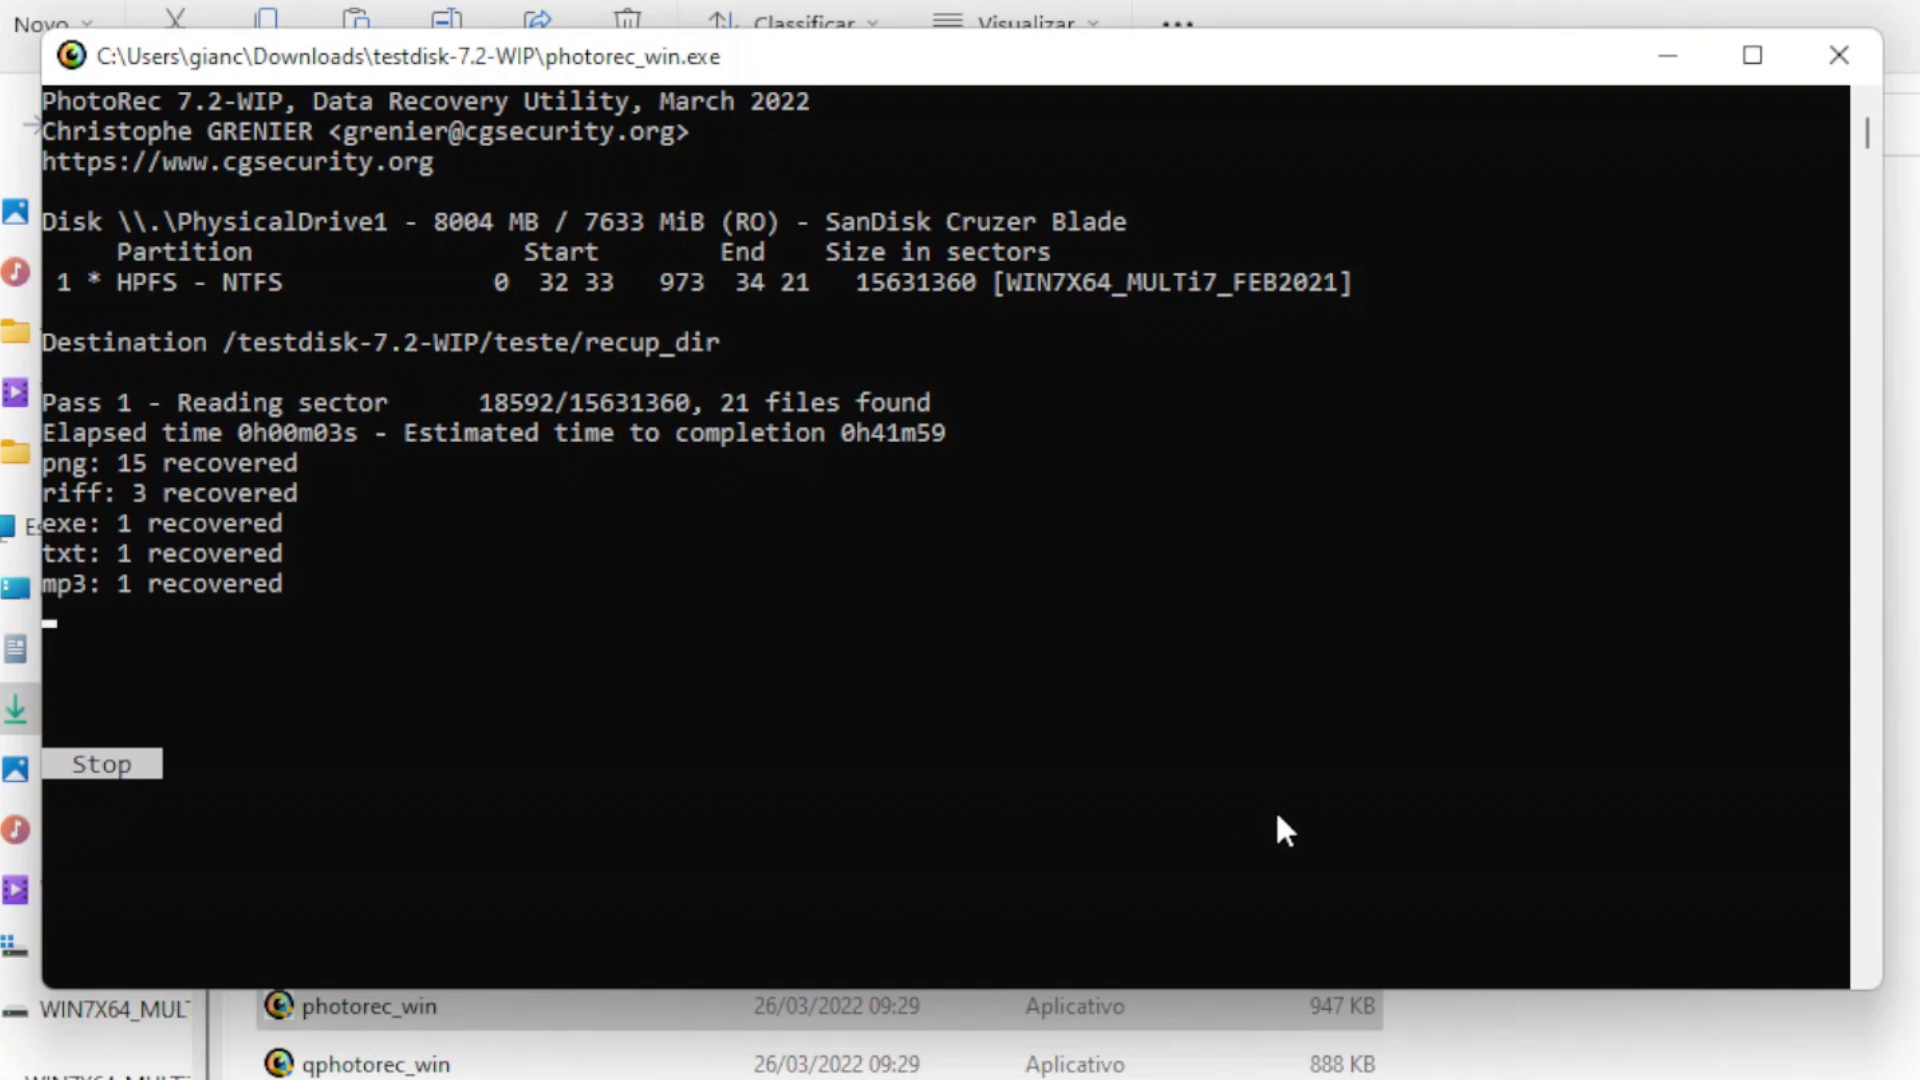 Novo
Classificar
Visualizar
C:\Users\gianc\Downloads\testdisk-7.2-WIP\photorec_win.exe
PhotoRec 7.2-WIP, Data Recovery Utility, March 2022
Christophe GRENIER <grenier@cgsecurity.org>
https://www.cgsecurity.org
Disk \\.\PhysicalDrive1 - 8004 MB / 7633 MiB (RO) - SanDisk Cruzer Blade
Partition Start End Size in sectors
1 * HPFS - NTFS 0 32 33 973 34 21 15631360 [WIN7X64_MULTi7_FEB2021]
Destination /testdisk-7.2-WIP/teste/recup_dir
Pass 1 - Reading sector 18592/15631360, 21 files found
Elapsed time 0h00m03s - Estimated time to completion 0h41m59
png: 15 recovered
riff: 3 recovered
exe: 1 recovered
txt: 1 recovered
mp3: 1 recovered
Stop
WIN7X64_MUL
photorec_win 26/03/2022 09:29 Aplicativo 947 KB
qphotorec_win 26/03/2022 09:29 Aplicativo 888 KB